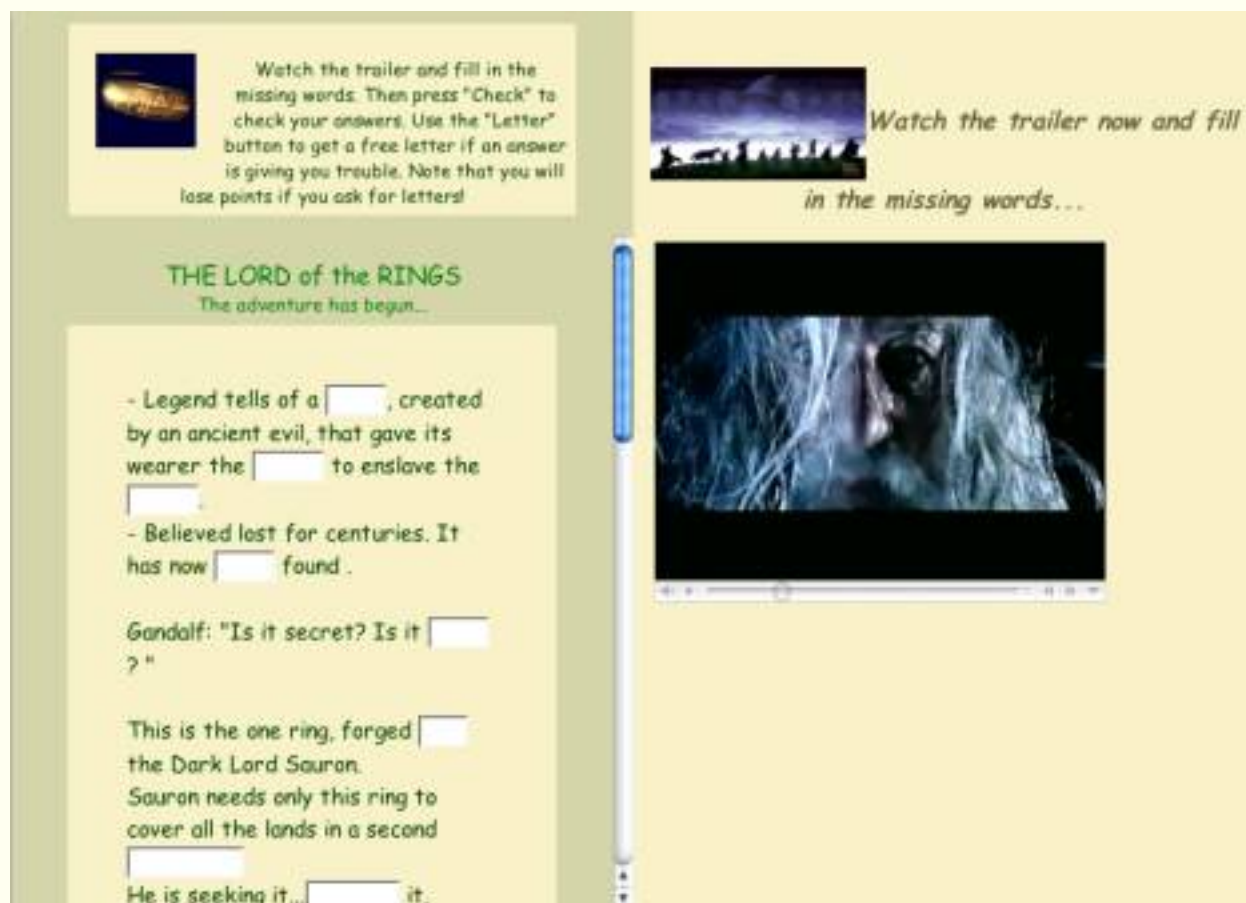 Watch the trailer and fill in the
missing words. Then press "Check" to
check your answers. Use the "Letter"
button to get a free letter if an answer
is giving you trouble. Note that you will
lose points if you ask for letters!
THE LORD of the RINGS
The adventure has begun...
- Legend tells of a , created
by an ancient evil, that gave its
wearer the to enslave the
.
- Believed lost for centuries. It
has now found .
Gandalf: "Is it secret? Is it
? "
This is the one ring, forged
the Dark Lord Sauron.
Sauron needs only this ring to
cover all the lands in a second
He is seeking it... it.
Watch the trailer now and fill
in the missing words...